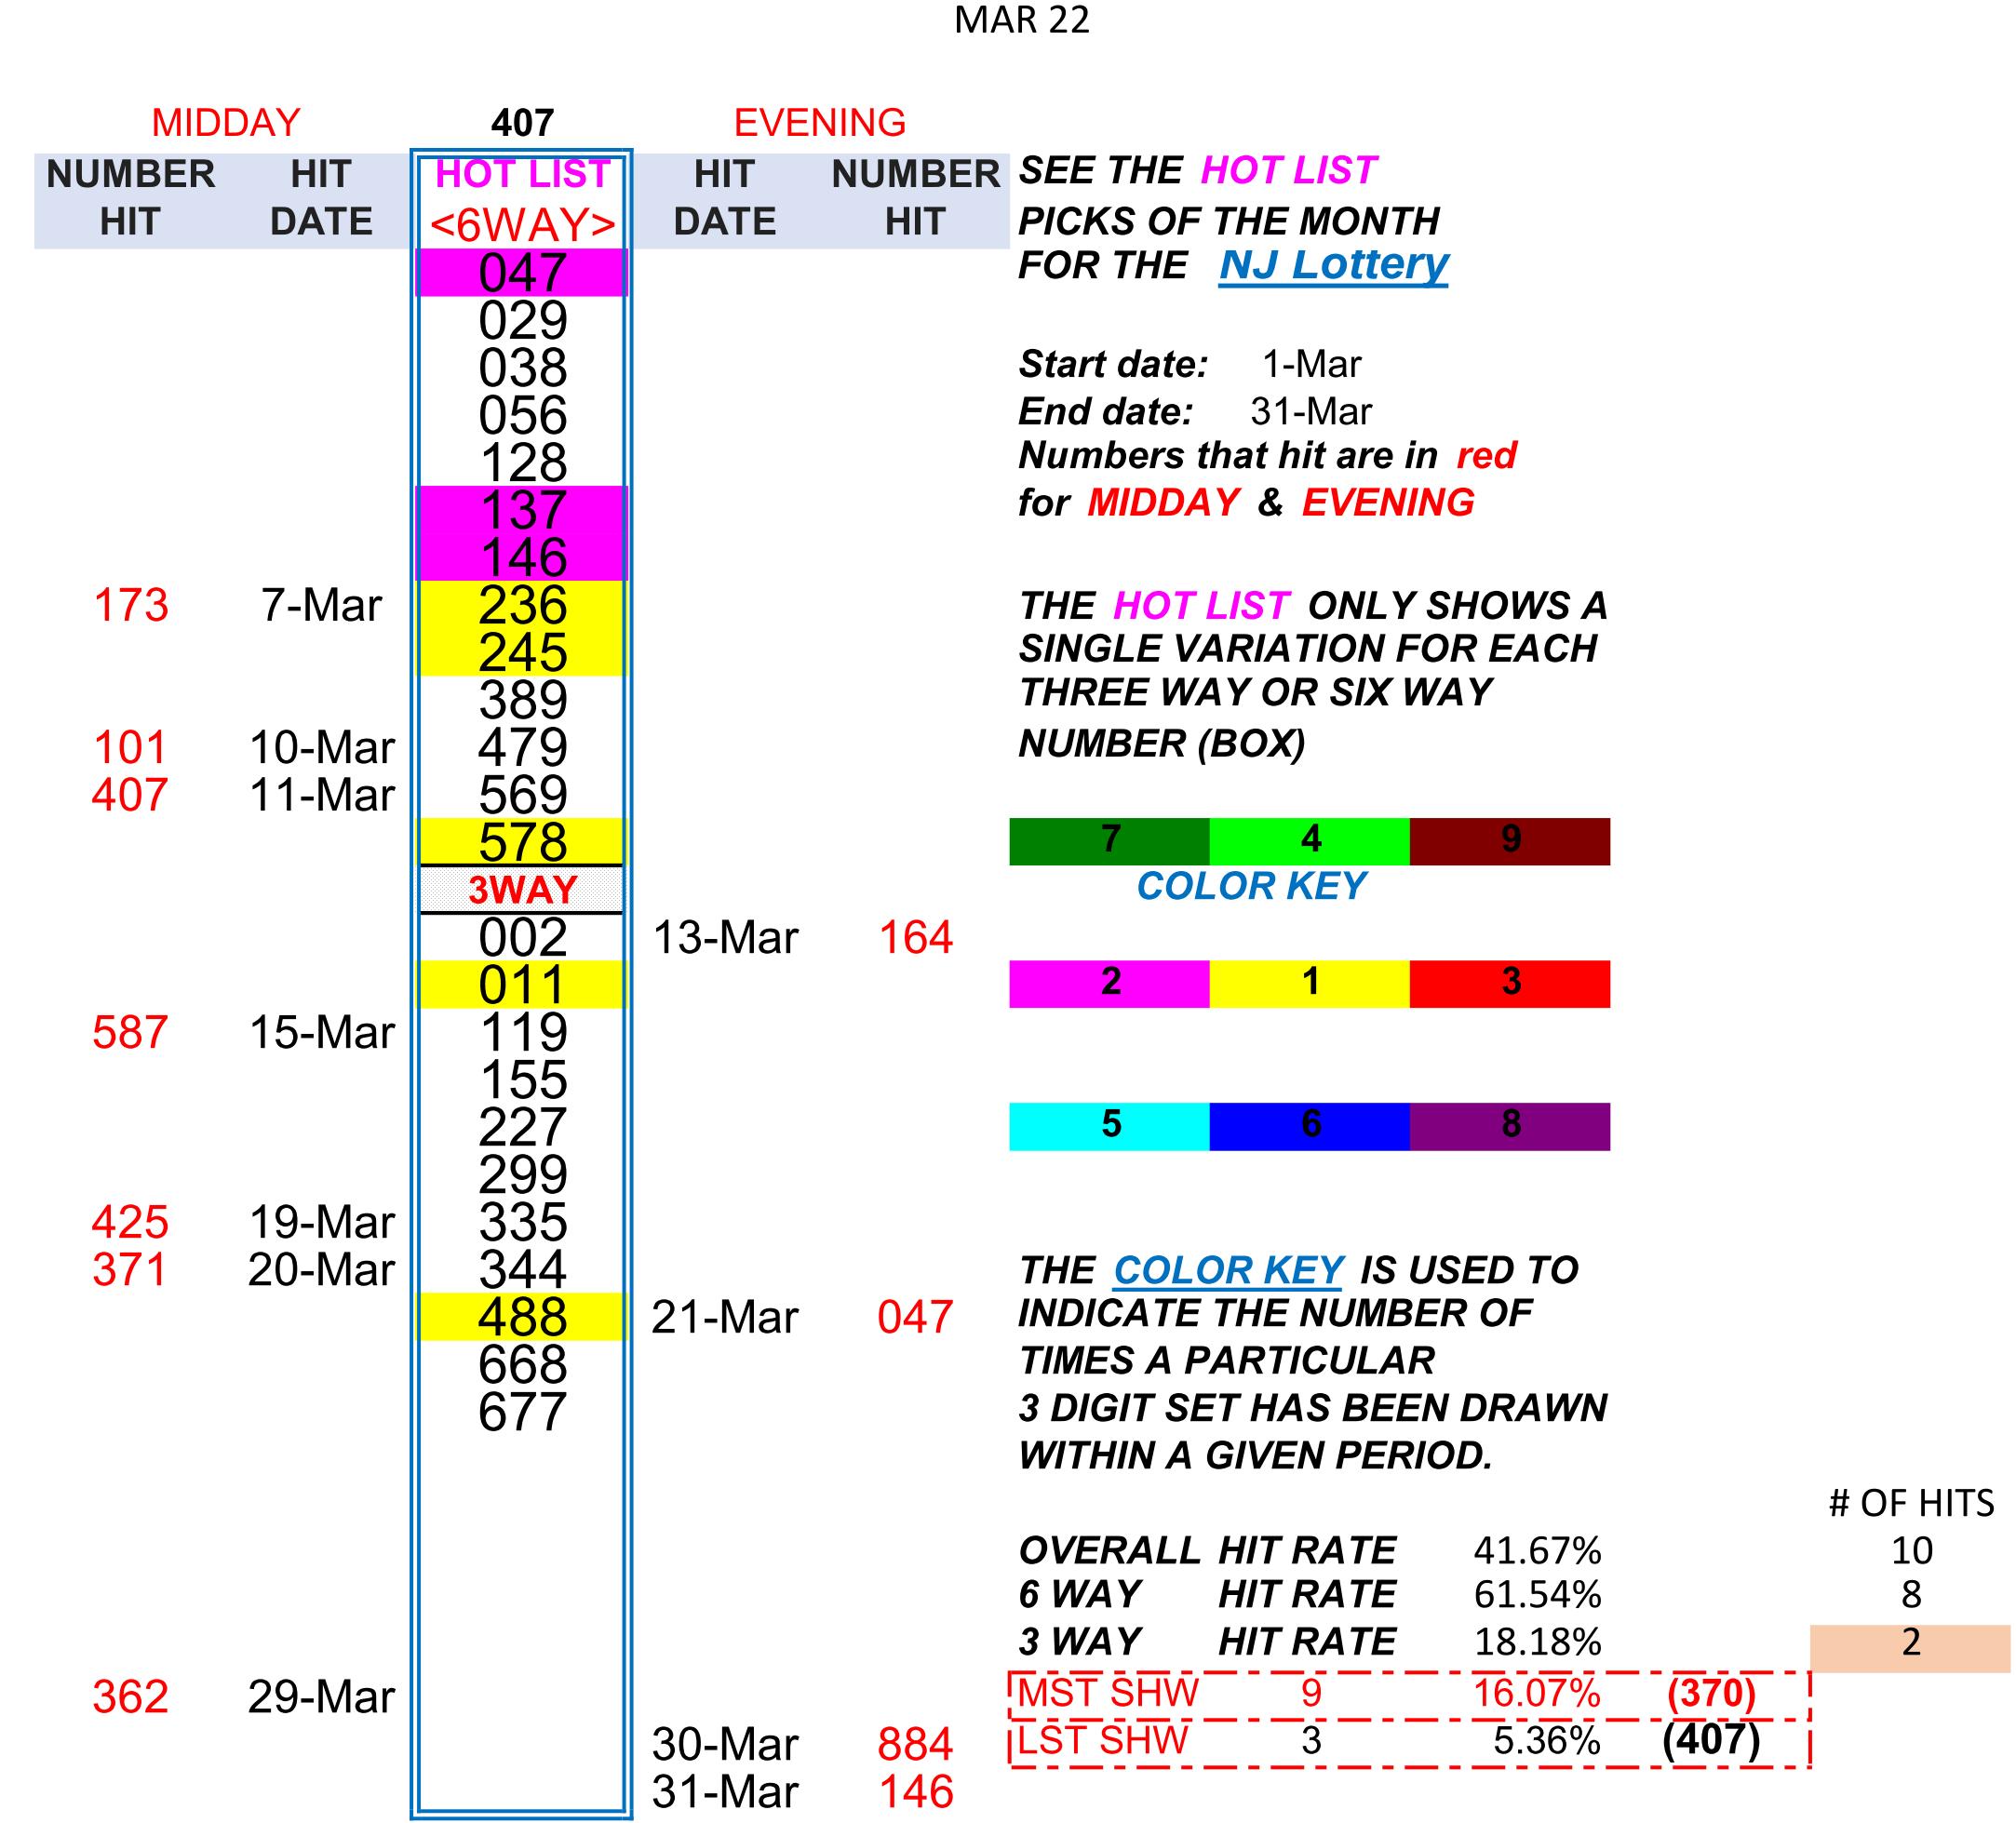 MAR 22
MIDDAY 407 EVENING
NUMBER HIT HOT LIST HIT NUMBER SEE THE HOT LIST
HIT DATE <6WAY> DATE HIT PICKS OF THE MONTH
047 FOR THE NJ Lottery
029
038 Start date: 1-Mar
056 End date: 31-Mar
128 Numbers that hit are in red
137 for MIDDAY & EVENING
146
173 7-Mar 236 THE HOT LIST ONLY SHOWS A
245 SINGLE VARIATION FOR EACH
389 THREE WAY OR SIX WAY
101 10-Mar 479 NUMBER (BOX)
407 11-Mar 569
578 7 4 9
3WAY COLOR KEY
002 13-Mar 164
011 2 1 3
587 15-Mar 119
155
227 5 6 8
299
425 19-Mar 335
371 20-Mar 344 THE COLOR KEY IS USED TO
488 21-Mar 047 INDICATE THE NUMBER OF
668 TIMES A PARTICULAR
677 3 DIGIT SET HAS BEEN DRAWN
WITHIN A GIVEN PERIOD.
# OF HITS
OVERALL HIT RATE 41.67% 10
6 WAY HIT RATE 61.54% 8
3 WAY HIT RATE 18.18% 2
362 29-Mar MST SHW 9 16.07% (370)
30-Mar 884 LST SHW 3 5.36% (407)
31-Mar 146